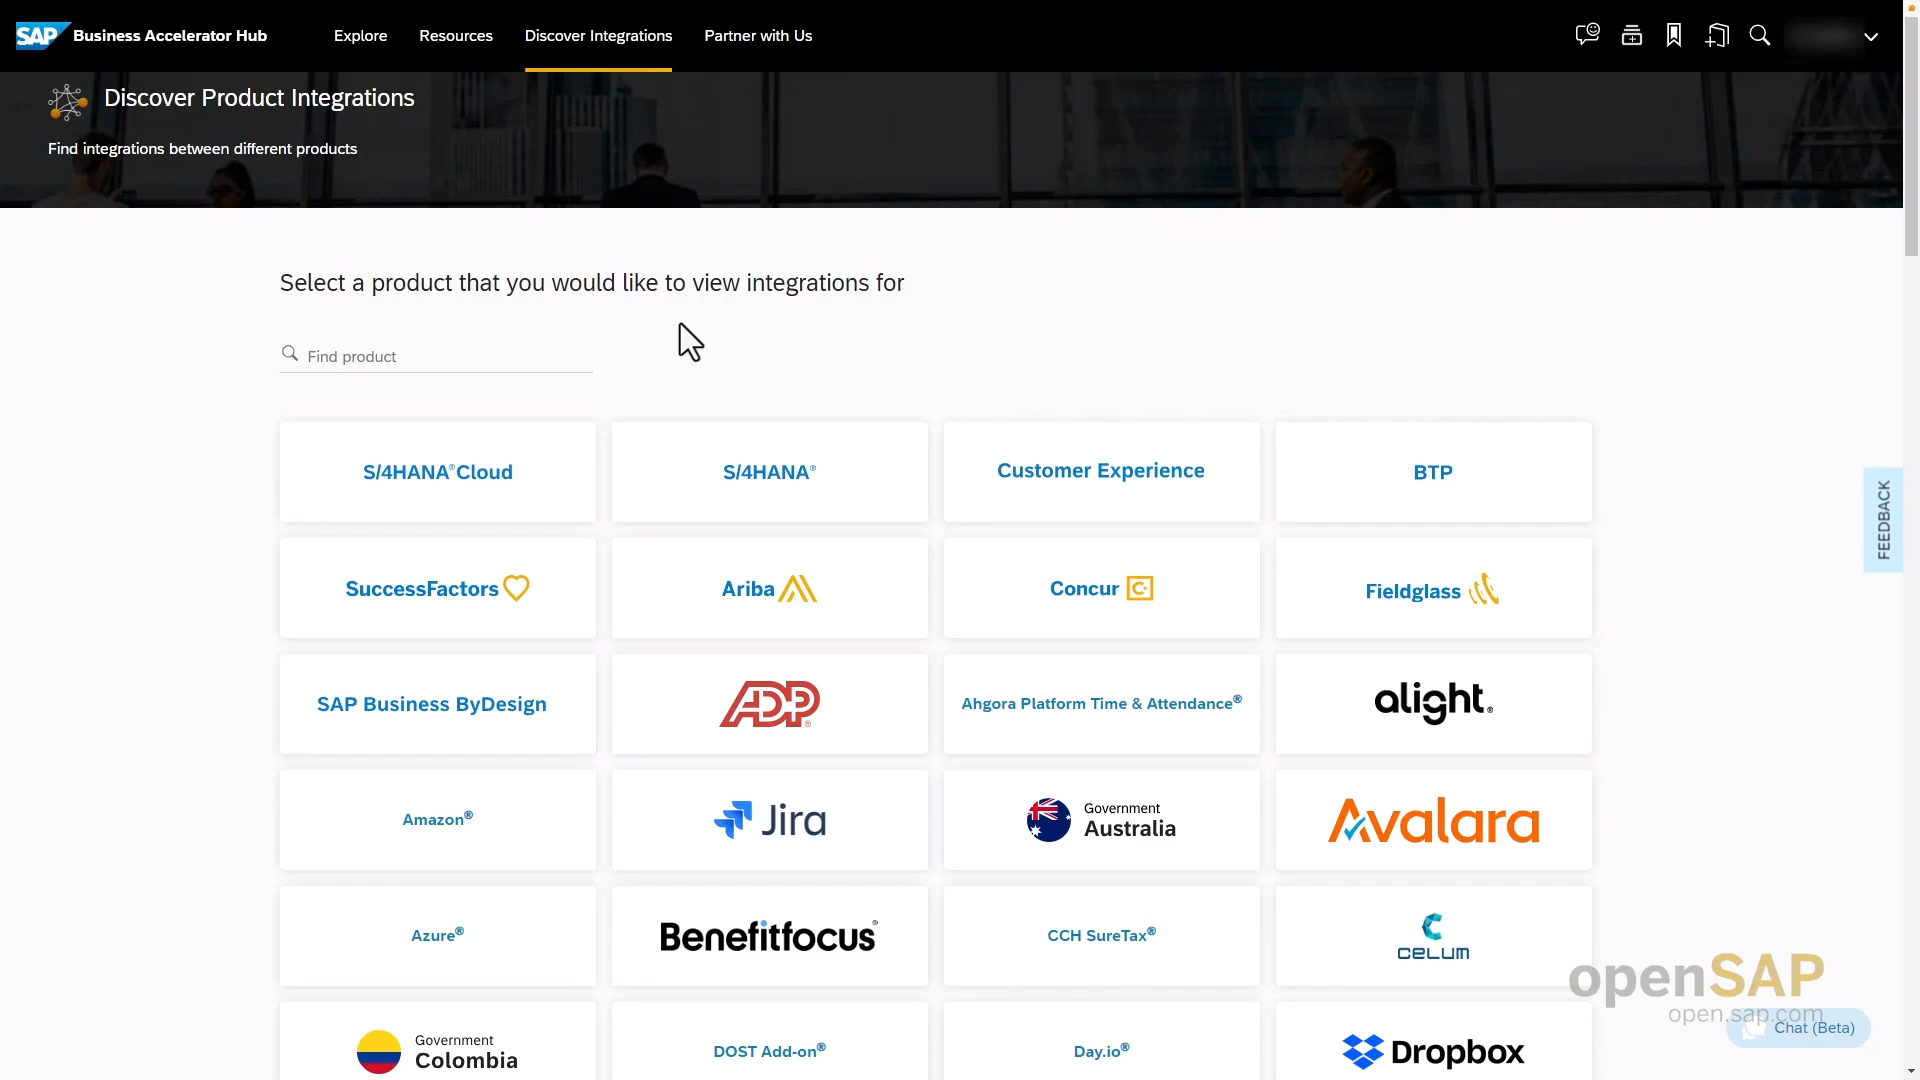 SAP Business Accelerator Hub Explore Resources Discover Integrations Partner with Us
Discover Product Integrations
Find integrations between different products
Select a product that you would like to view integrations for
Find product
S/4HANA® Cloud S/4HANA® Customer Experience BTP
SuccessFactors Ariba Concur Fieldglass
SAP Business ByDesign ADP® Ahgora Platform Time & Attendance® alight®
Amazon® Jira Government Australia Avalara
Azure® Benefitfocus® CCH SureTax® CELUM
Government Colombia DOST Add-on® Day.io® Dropbox
FEEDBACK
openSAP
open.sap.com
Chat (Beta)